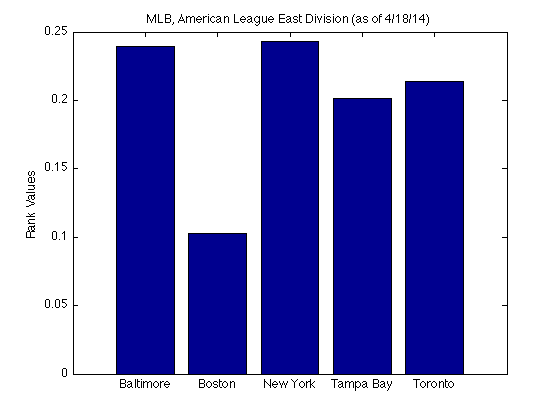 MLB, American League East Division (as of 4/18/14)
0.25
0.2
0.15
0.1
0.05
0
Rank Values
Baltimore Boston New York Tampa Bay Toronto